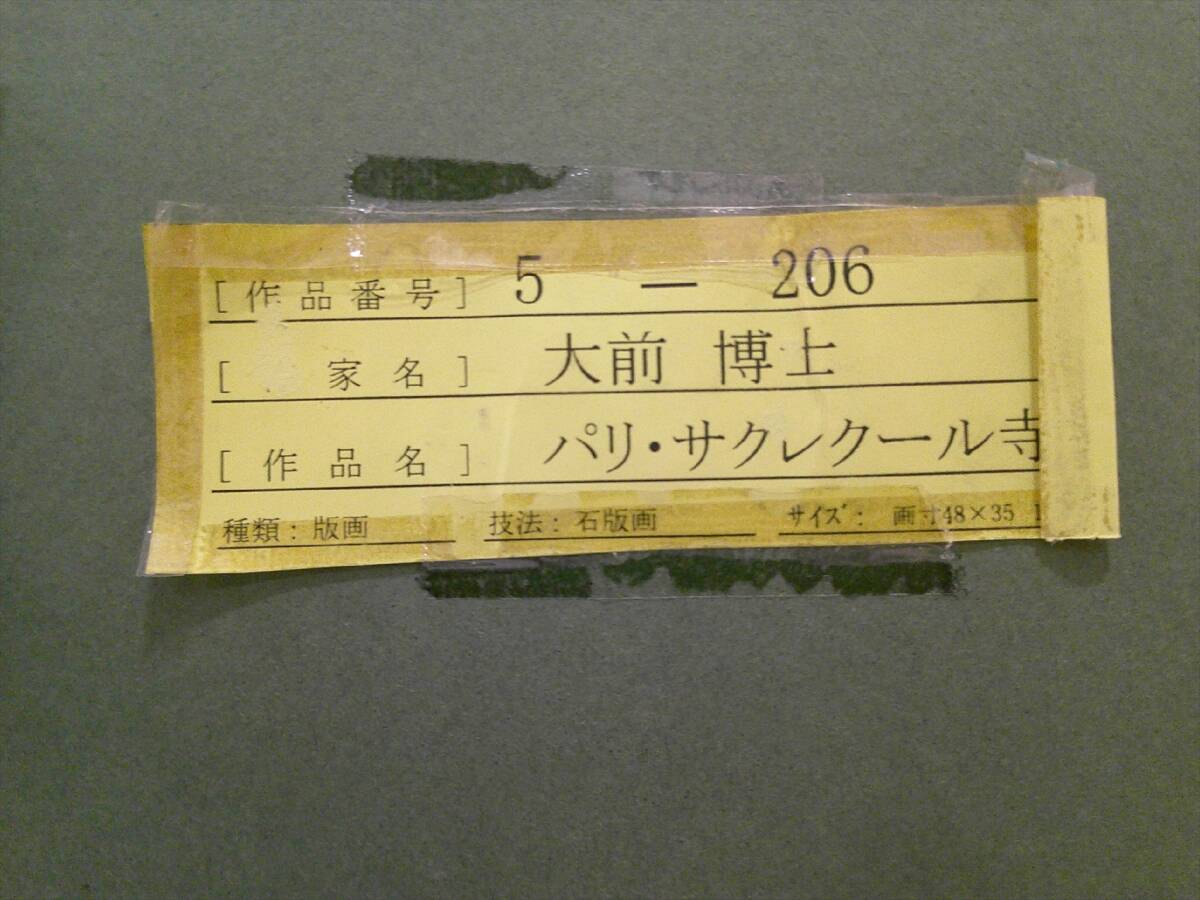 [作品番号] 5 — 206
[ 家名] 大前 博上
[作品名] パリ・サクレクール寺
種類：版画 技法：石版画 サイズ： 画寸48×35